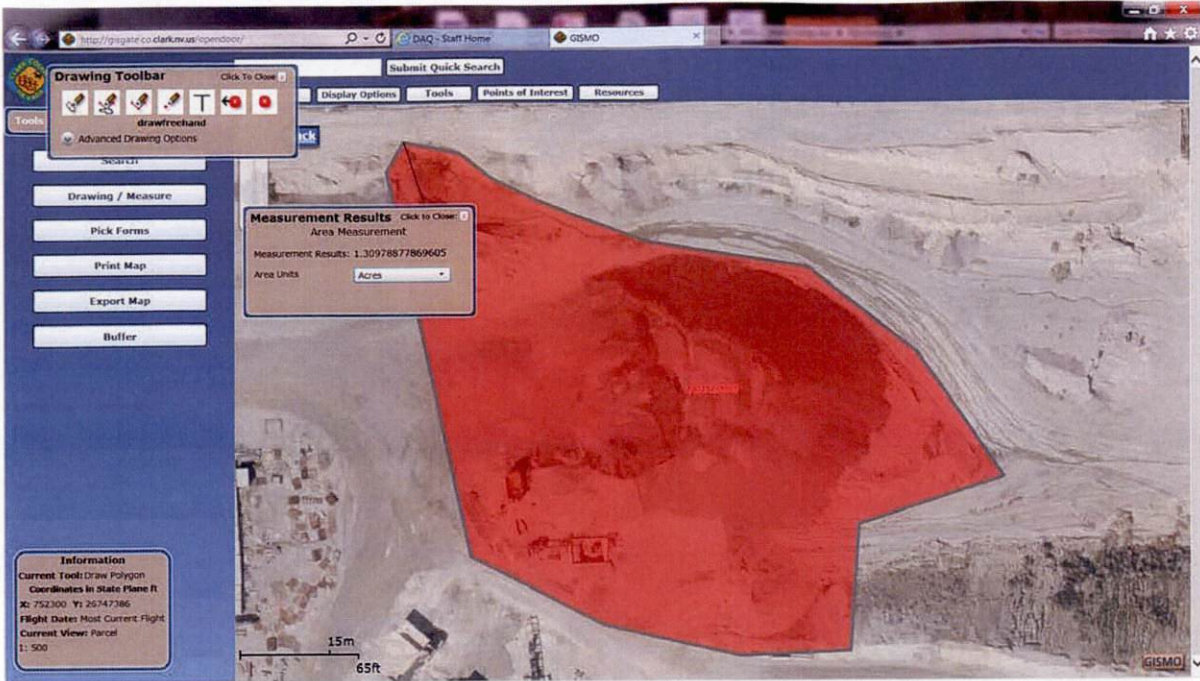 http://gisgate.co.clark.nv.us/opendoor/
DAQ - Staff Home
GISMO
Submit Quick Search
Drawing Toolbar
Click To Close
drawfreehand
Advanced Drawing Options
Display Options
Tools
Points of Interest
Resources
Tools
Search
Drawing / Measure
Pick Forms
Print Map
Export Map
Buffer
Measurement Results
Click to Close:
Area Measurement
Measurement Results: 1.30978877869605
Area Units
Acres
Information
Current Tool: Draw Polygon
Coordinates in State Plane ft
X: 752300 Y: 26747386
Flight Date: Most Current Flight
Current View: Parcel
1: 500
15m
65ft
GISMO